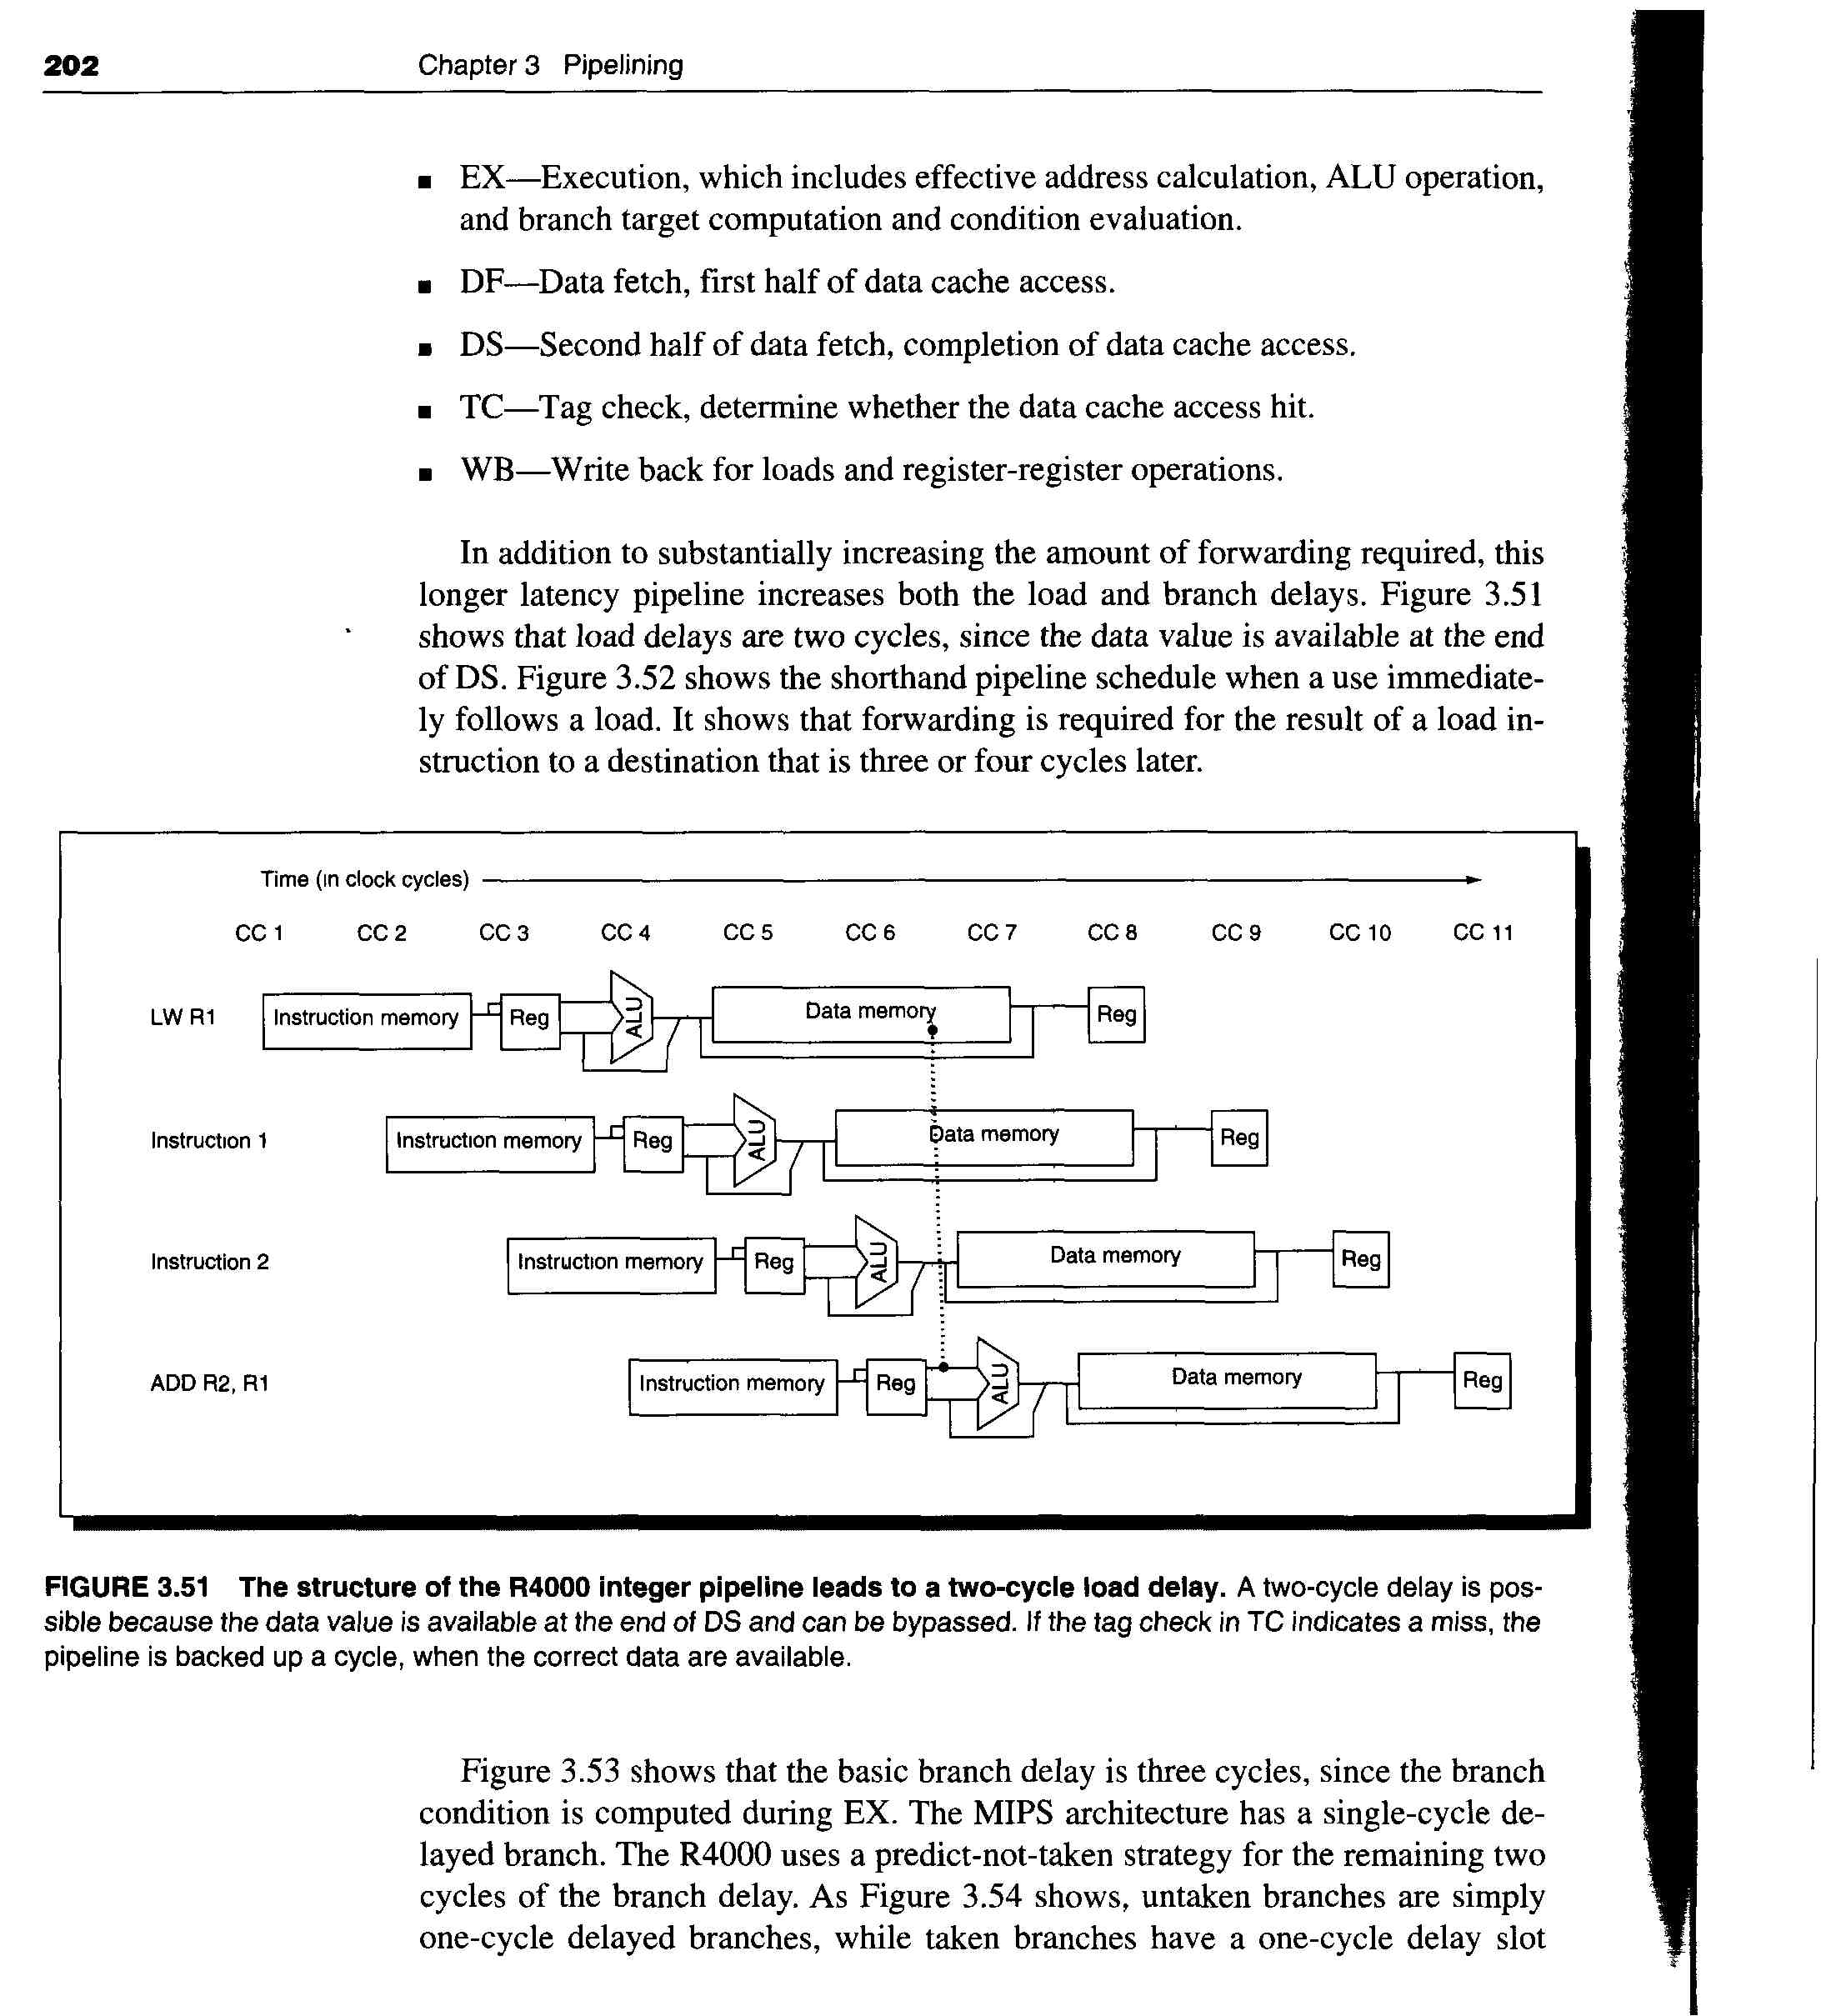 202 Chapter 3 Pipelining
■ EX—Execution, which includes effective address calculation, ALU operation,
and branch target computation and condition evaluation.
■ DF—Data fetch, first half of data cache access.
■ DS—Second half of data fetch, completion of data cache access.
■ TC—Tag check, determine whether the data cache access hit.
■ WB—Write back for loads and register-register operations.
In addition to substantially increasing the amount of forwarding required, this
longer latency pipeline increases both the load and branch delays. Figure 3.51
shows that load delays are two cycles, since the data value is available at the end
of DS. Figure 3.52 shows the shorthand pipeline schedule when a use immediate-
ly follows a load. It shows that forwarding is required for the result of a load in-
struction to a destination that is three or four cycles later.
Time (in clock cycles)
CC 1 CC 2 CC 3 CC 4 CC 5 CC 6 CC 7 CC 8 CC 9 CC 10 CC 11
LW R1 Instruction memory Reg ALU Data memory Reg
Instruction 1 Instruction memory Reg ALU Data memory Reg
Instruction 2 Instruction memory Reg ALU Data memory Reg
ADD R2, R1 Instruction memory Reg ALU Data memory Reg
FIGURE 3.51 The structure of the R4000 integer pipeline leads to a two-cycle load delay. A two-cycle delay is pos-
sible because the data value is available at the end of DS and can be bypassed. If the tag check in TC indicates a miss, the
pipeline is backed up a cycle, when the correct data are available.
Figure 3.53 shows that the basic branch delay is three cycles, since the branch
condition is computed during EX. The MIPS architecture has a single-cycle de-
layed branch. The R4000 uses a predict-not-taken strategy for the remaining two
cycles of the branch delay. As Figure 3.54 shows, untaken branches are simply
one-cycle delayed branches, while taken branches have a one-cycle delay slot